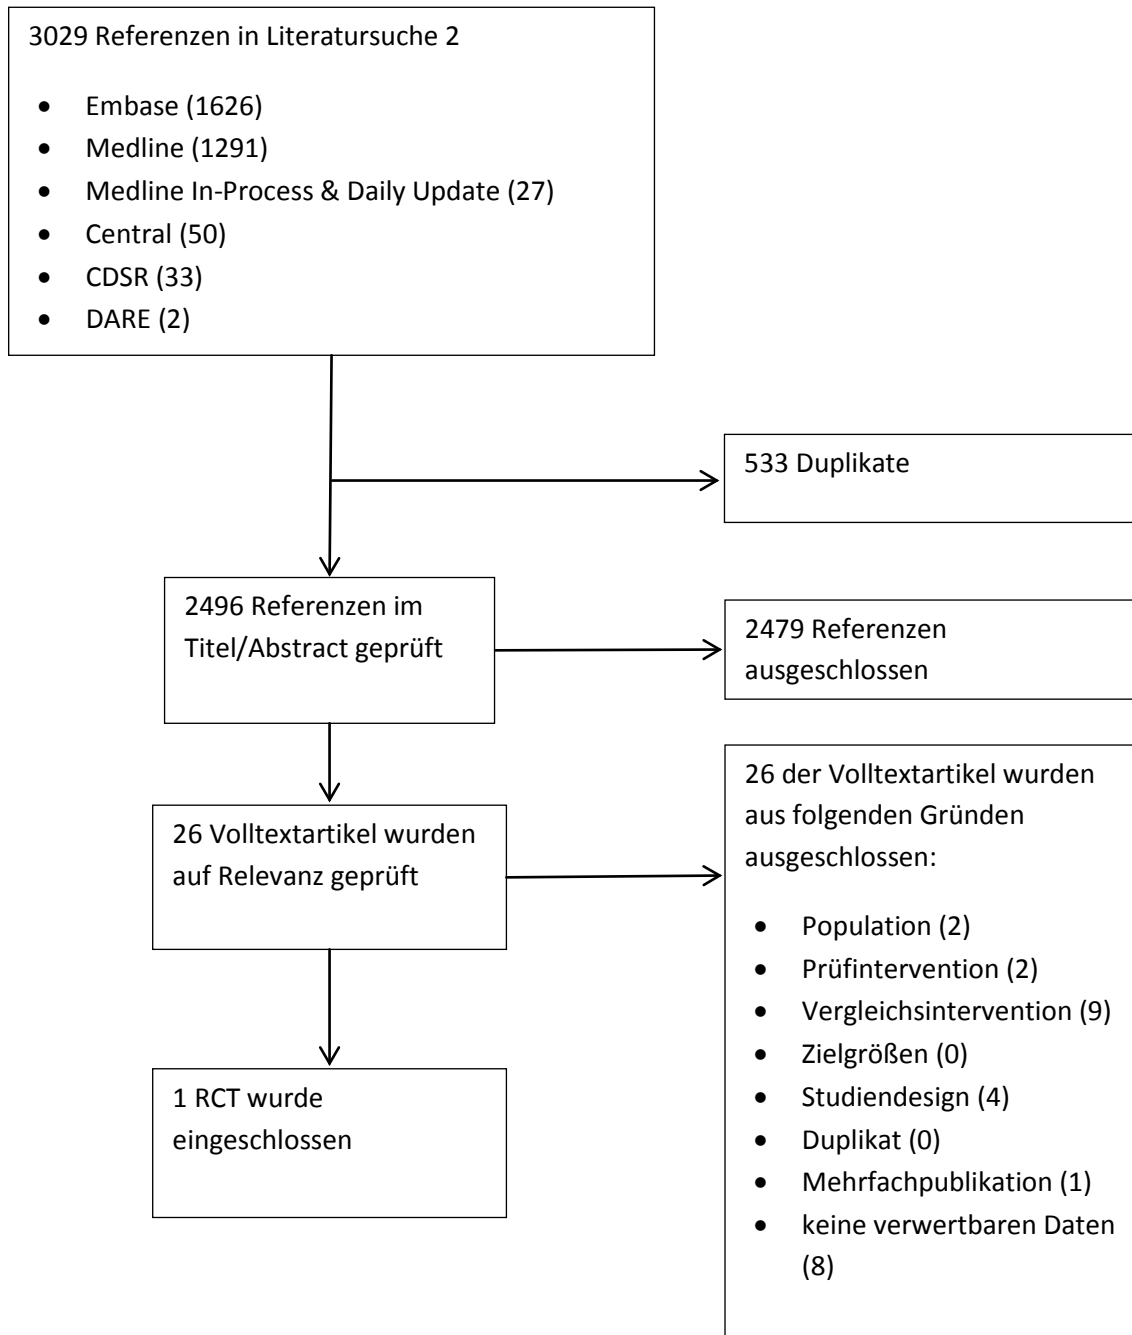 3029 Referenzen in Literatursuche 2
• Embase (1626)
• Medline (1291)
• Medline In-Process & Daily Update (27)
• Central (50)
• CDSR (33)
• DARE (2)
533 Duplikate
2496 Referenzen im
Titel/Abstract geprüft
2479 Referenzen
ausgeschlossen
26 Volltextartikel wurden
auf Relevanz geprüft
26 der Volltextartikel wurden
aus folgenden Gründen
ausgeschlossen:
• Population (2)
• Prüfintervention (2)
• Vergleichsintervention (9)
• Zielgrößen (0)
• Studiendesign (4)
• Duplikat (0)
• Mehrfachpublikation (1)
• keine verwertbaren Daten
(8)
1 RCT wurde
eingeschlossen